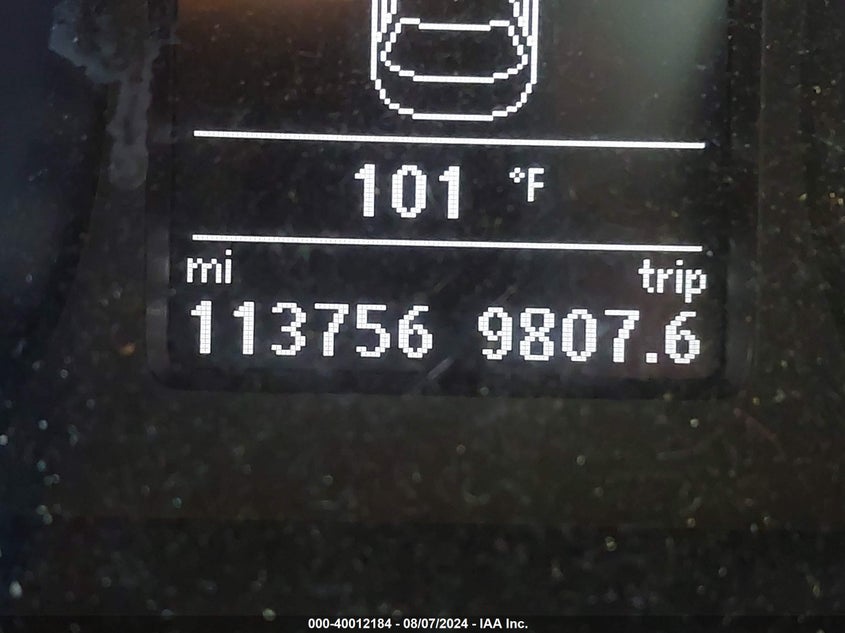 101 °F
mi trip
113756 9807.6
000-40012184 - 08/07/2024 - IAA Inc.